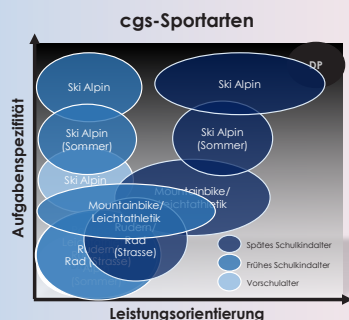 cgs-Sportarten
DP
Ski Alpin
Ski Alpin
Ski Alpin
(Sommer)
Ski Alpin
(Sommer)
Ski Alpin
Mountainbike/
Leichtathletik
Mountainbike/
Leichtathletik
Rudern/
Rad
(Strasse)
Rad (Strasse)
Spätes Schulkindalter
Frühes Schulkindalter
Vorschulalter
Aufgabenspezifität
Leistungsorientierung